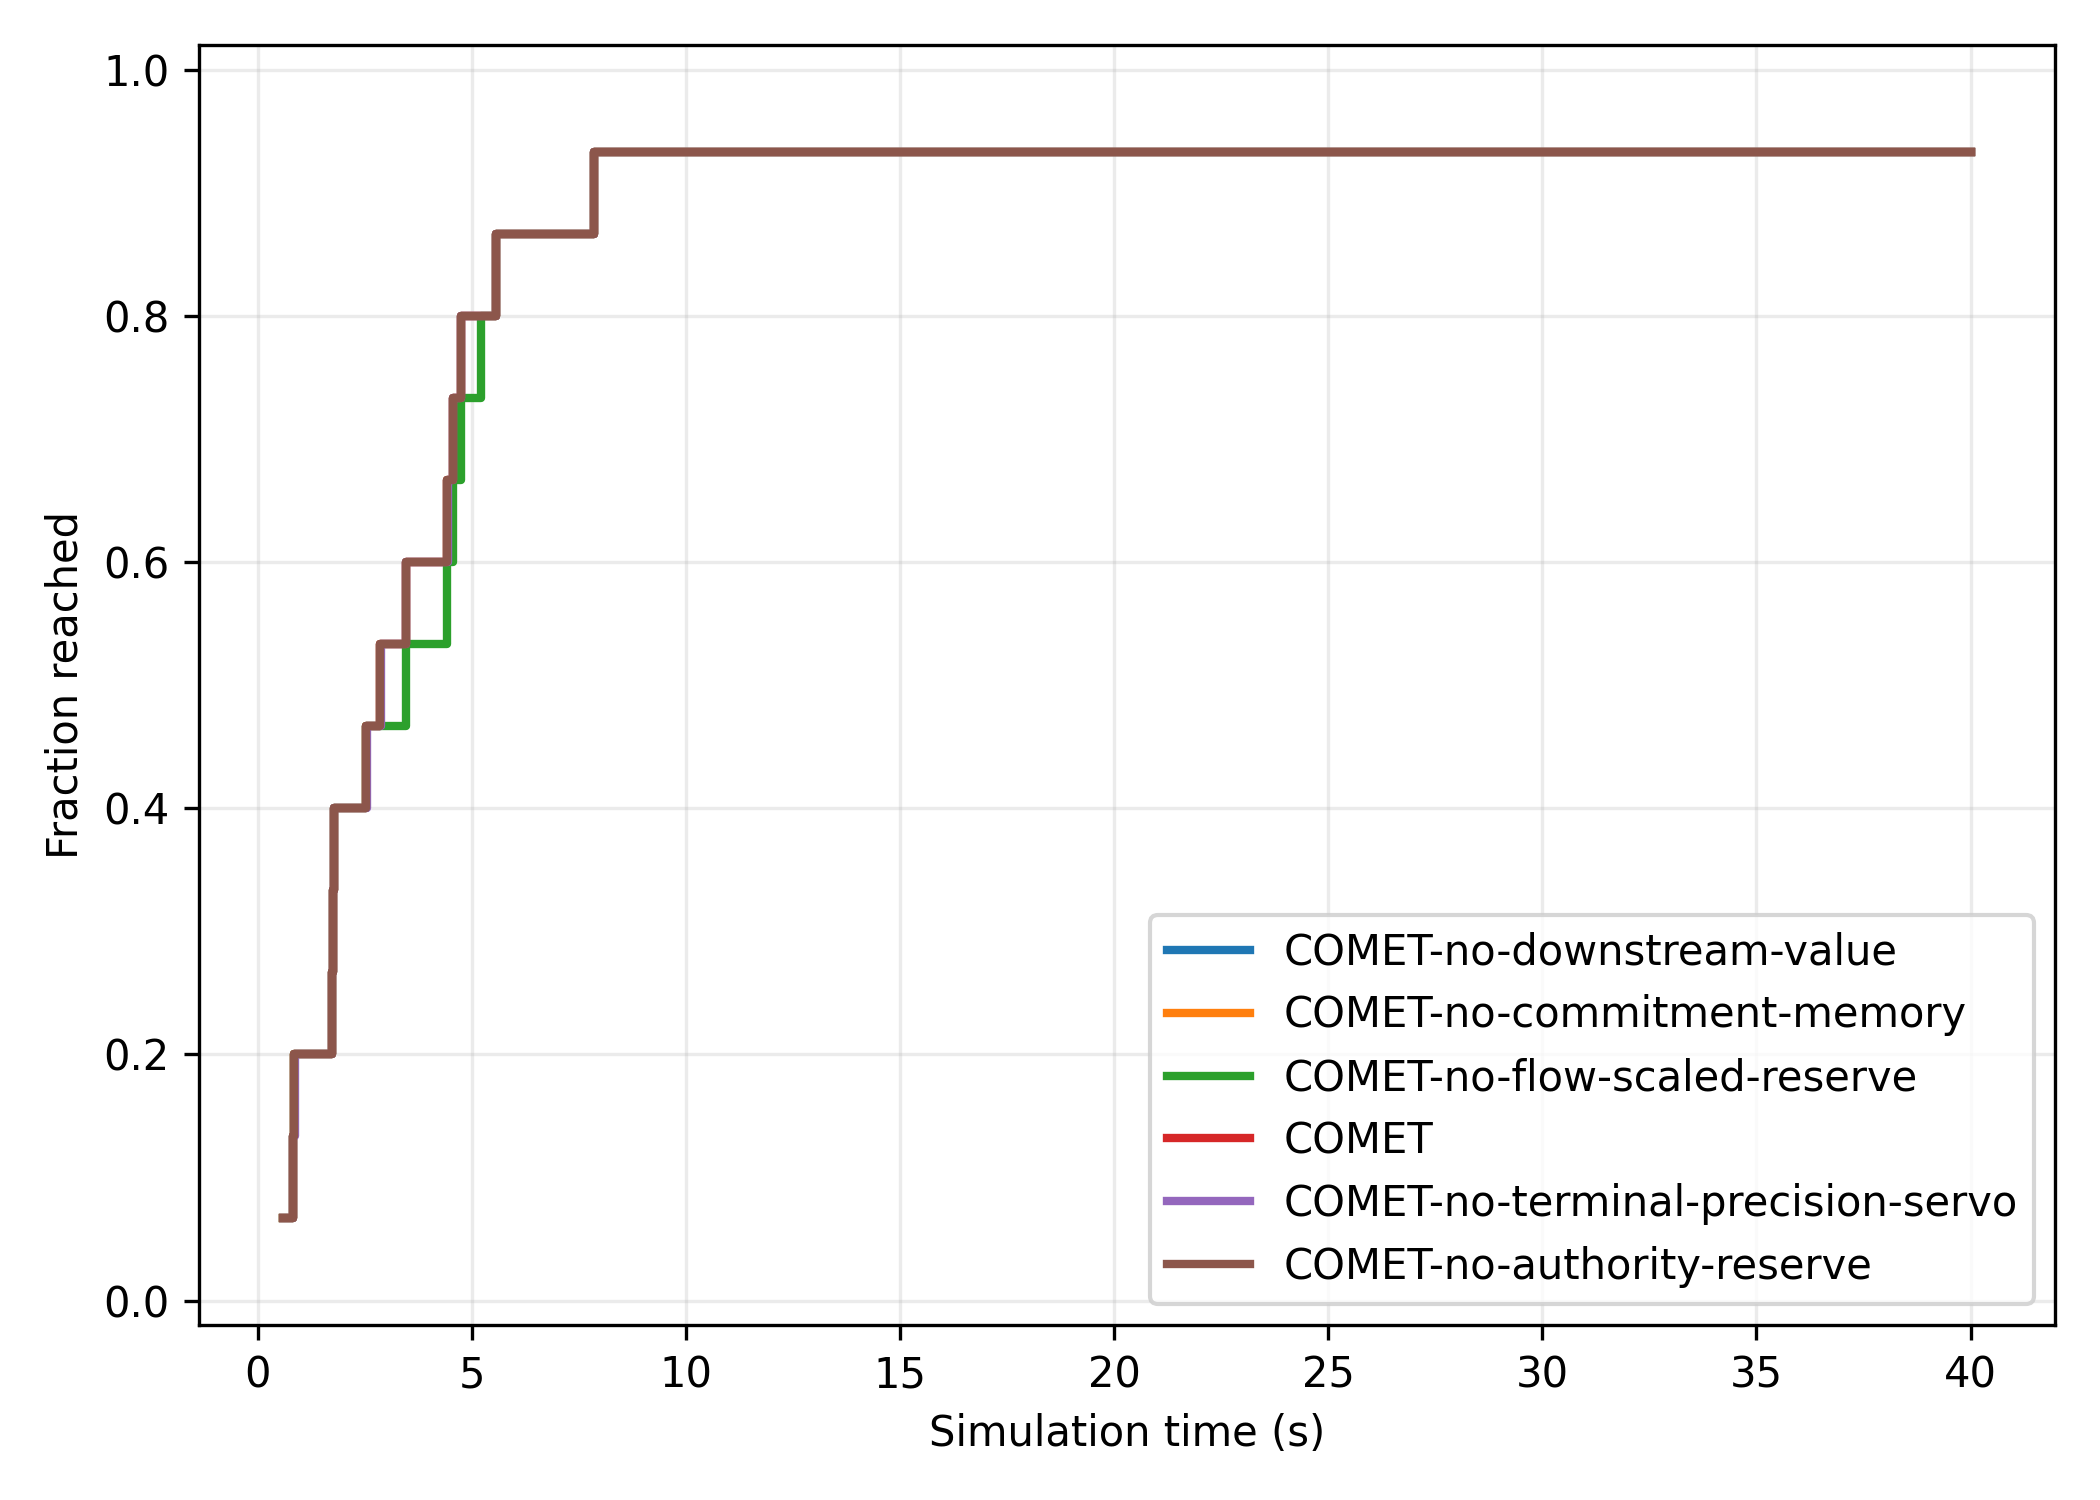 1.0
0.8
0.6
0.4
0.2
0.0
Fraction reached
0 5 10 15 20 25 30 35 40
Simulation time (s)
COMET-no-downstream-value
COMET-no-commitment-memory
COMET-no-flow-scaled-reserve
COMET
COMET-no-terminal-precision-servo
COMET-no-authority-reserve